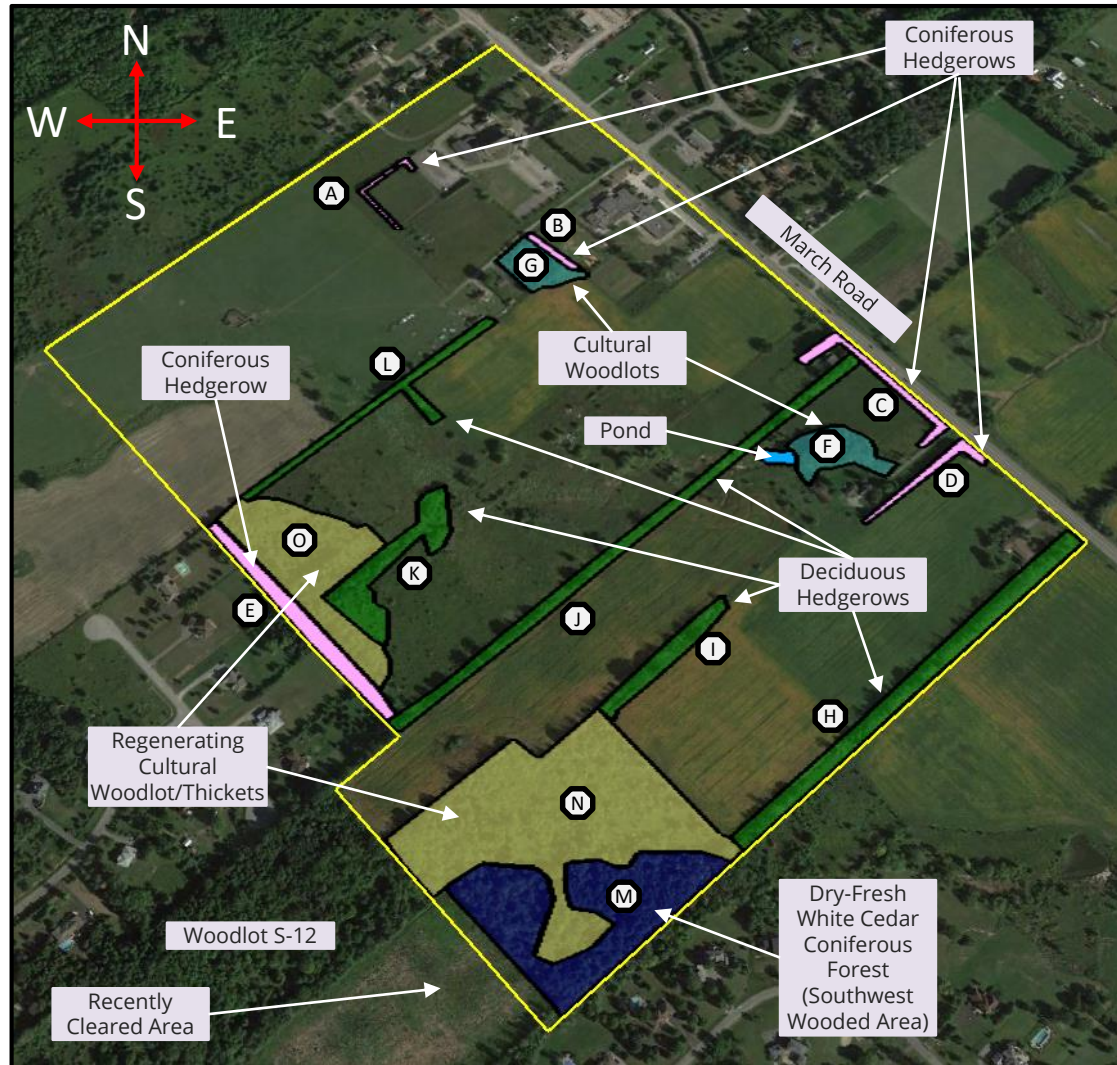 N
W
E
S
Coniferous
Hedgerows
A
B
G
March Road
Cultural
Woodlots
Coniferous
Hedgerow
L
C
Pond
F
D
O
K
E
Deciduous
Hedgerows
J
I
H
Regenerating
Cultural
Woodlot/Thickets
N
M
Dry-Fresh
White Cedar
Coniferous
Forest
(Southwest
Wooded Area)
Woodlot S-12
Recently
Cleared Area